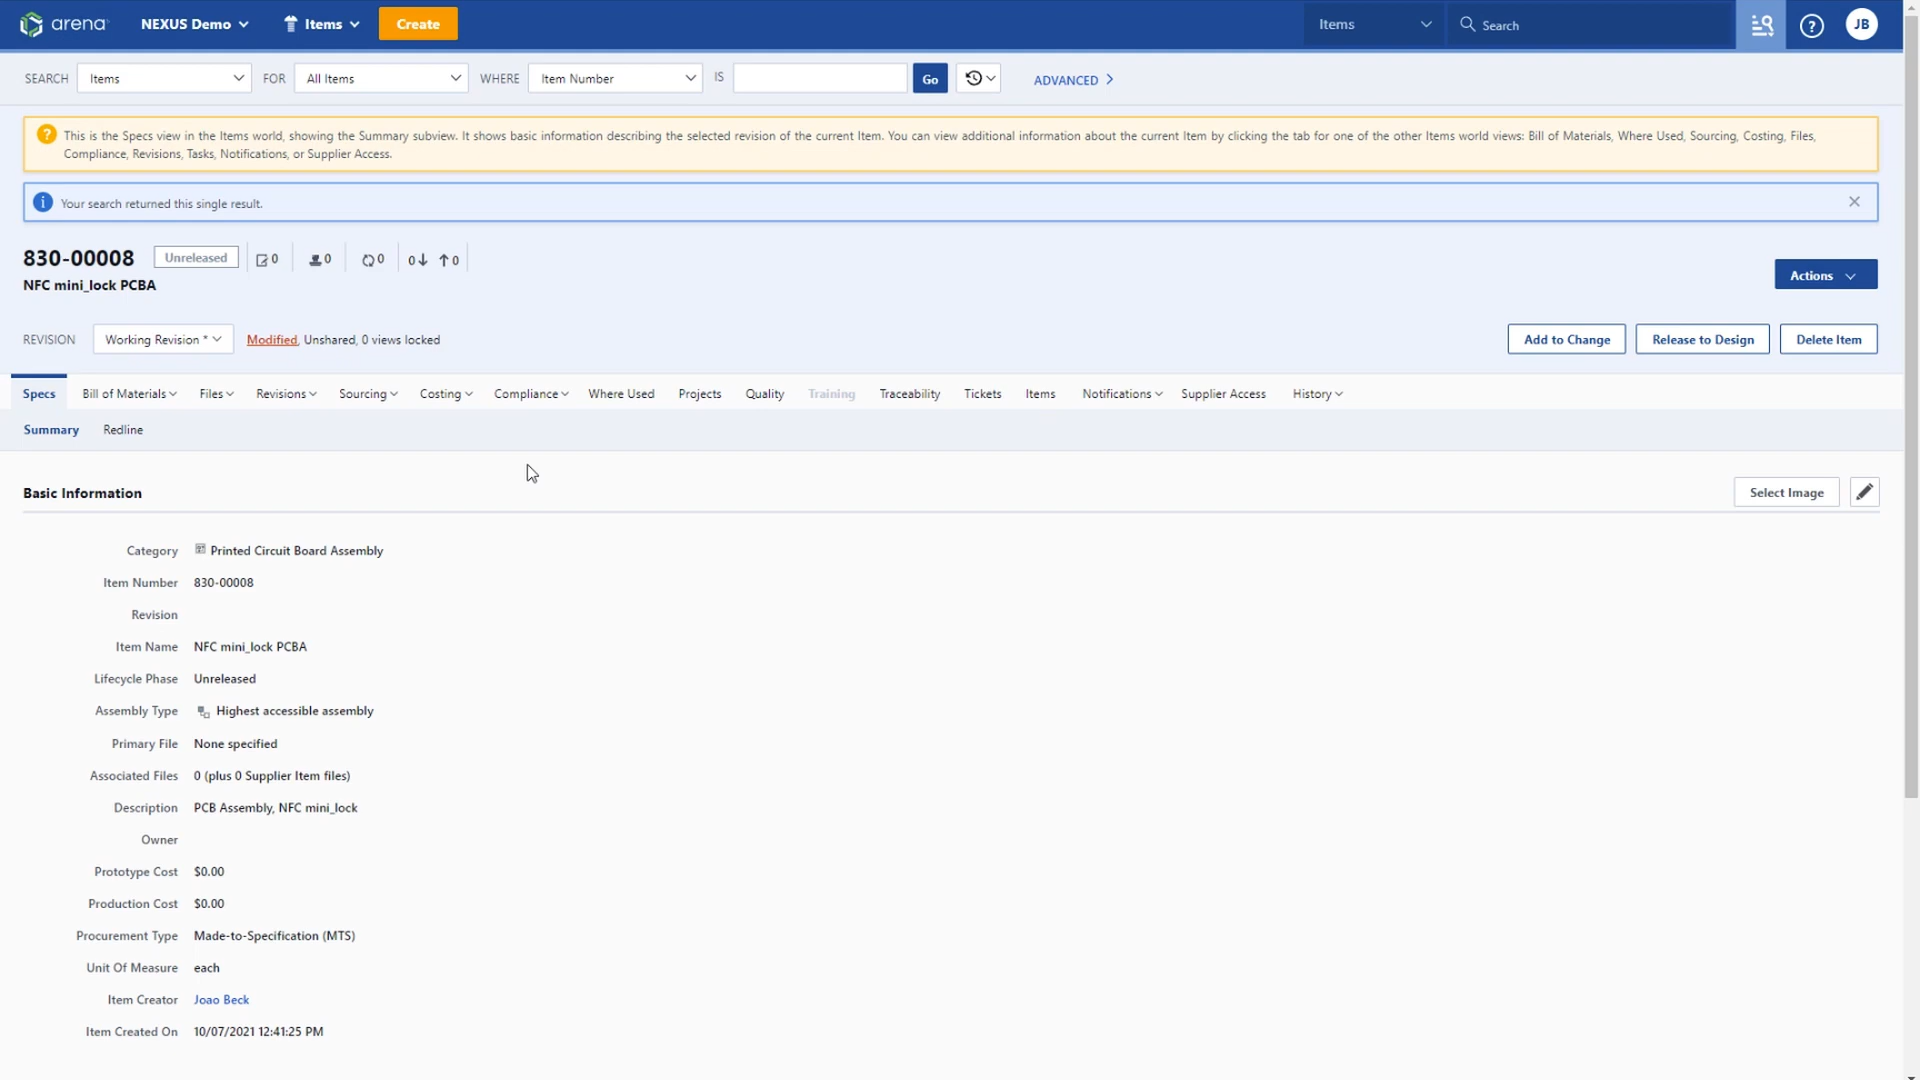 arena
NEXUS Demo
Items
Create
Items
Search
JB
SEARCH Items FOR All Items WHERE Item Number IS Go ADVANCED
This is the Specs view in the Items world, showing the Summary subview. It shows basic information describing the selected revision of the current Item. You can view additional information about the current Item by clicking the tab for one of the other Items world views: Bill of Materials, Where Used, Sourcing, Costing, Files,
Compliance, Revisions, Tasks, Notifications, or Supplier Access.
Your search returned this single result.
830-00008 Unreleased 0 0 0 0 0
NFC mini_lock PCBA
Actions
REVISION Working Revision * Modified, Unshared, 0 views locked
Add to Change Release to Design Delete Item
Specs Bill of Materials Files Revisions Sourcing Costing Compliance Where Used Projects Quality Training Traceability Tickets Items Notifications Supplier Access History
Summary Redline
Basic Information
Select Image
Category Printed Circuit Board Assembly
Item Number 830-00008
Revision
Item Name NFC mini_lock PCBA
Lifecycle Phase Unreleased
Assembly Type Highest accessible assembly
Primary File None specified
Associated Files 0 (plus 0 Supplier Item files)
Description PCB Assembly, NFC mini_lock
Owner
Prototype Cost $0.00
Production Cost $0.00
Procurement Type Made-to-Specification (MTS)
Unit Of Measure each
Item Creator Joao Beck
Item Created On 10/07/2021 12:41:25 PM